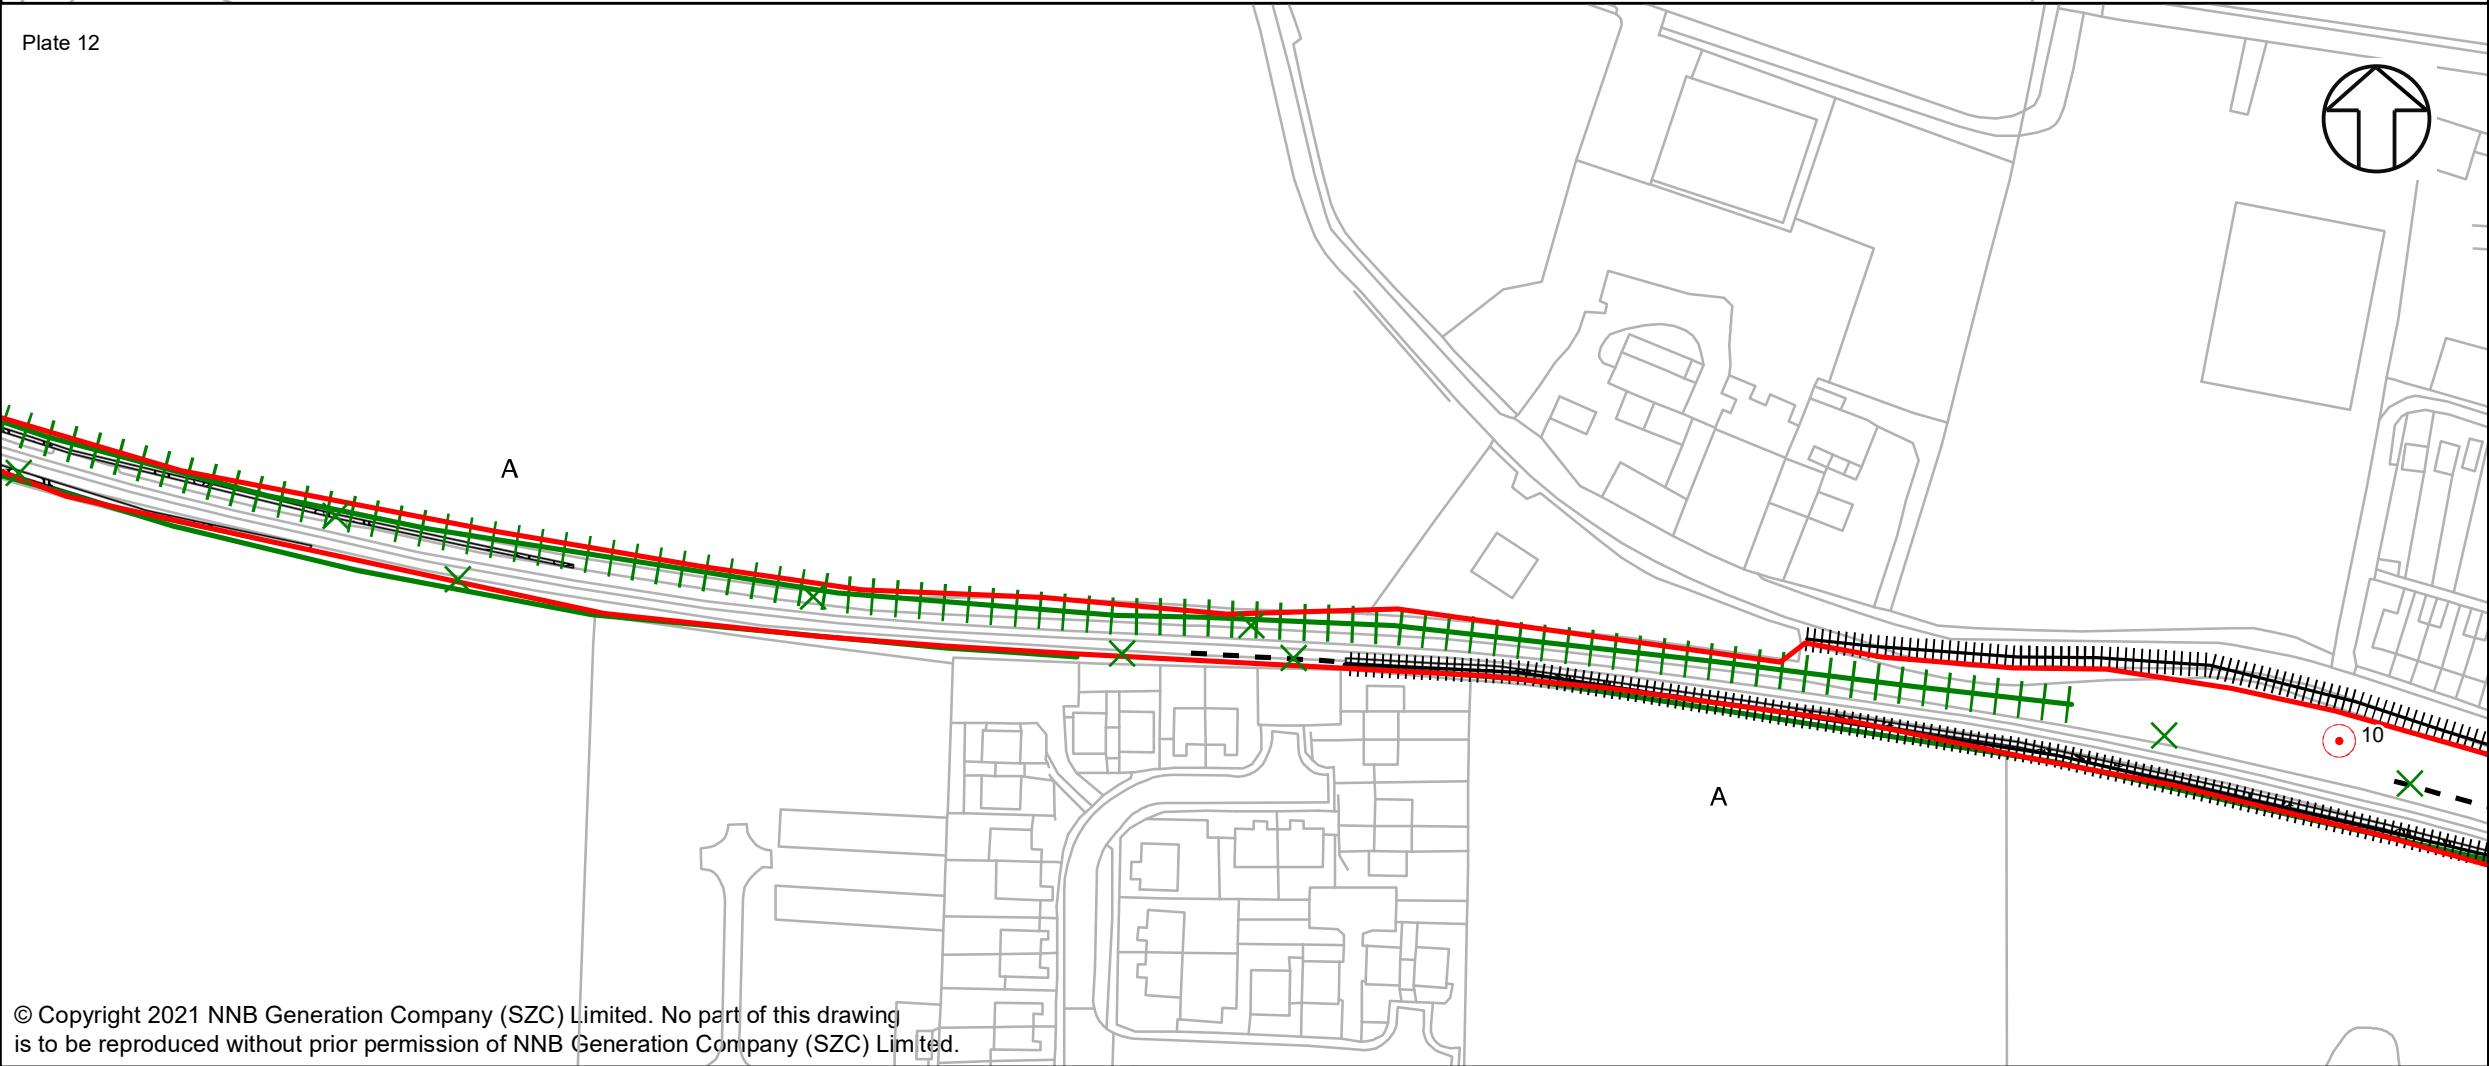 Plate 12
A
10
A
© Copyright 2021 NNB Generation Company (SZC) Limited. No part of this drawing
is to be reproduced without prior permission of NNB Generation Company (SZC) Limited.